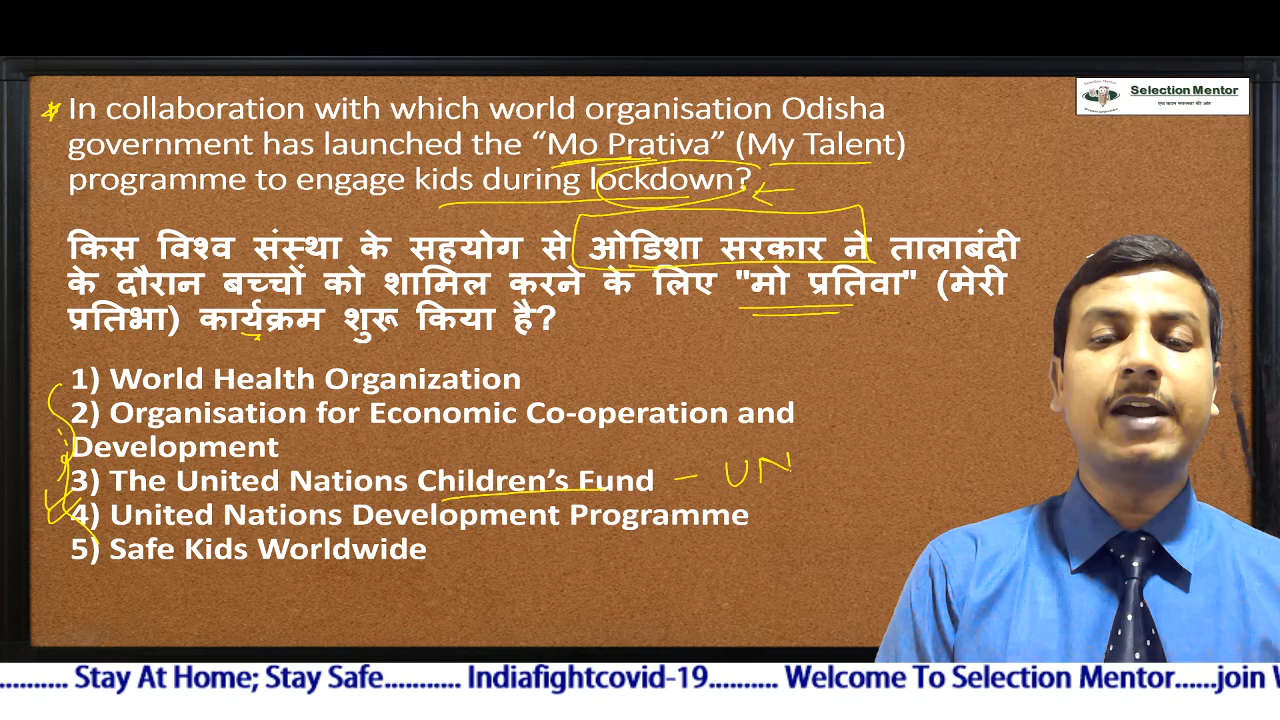 In collaboration with which world organisation Odisha
government has launched the “Mo Prativa” (My Talent)
programme to engage kids during lockdown?
किस विश्व संस्था के सहयोग से ओडिशा सरकार ने तालाबंदी
के दौरान बच्चों को शामिल करने के लिए "मो प्रतिवा" (मेरी
प्रतिभा) कार्यक्रम शुरू किया है?
1) World Health Organization
2) Organisation for Economic Co-operation and
Development
3) The United Nations Children’s Fund - UN
4) United Nations Development Programme
5) Safe Kids Worldwide
Selection Mentor
........... Stay At Home; Stay Safe........... Indiafightcovid-19.......... Welcome To Selection Mentor......join W